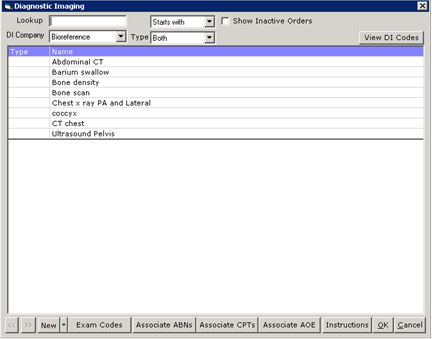 Diagnostic Imaging
Lookup Starts with Show Inactive Orders
DI Company Bioreference Type Both View DI Codes
Type Name
Abdominal CT
Barium swallow
Bone density
Bone scan
Chest x ray PA and Lateral
coccyx
CT chest
Ultrasound Pelvis
<< >> New Exam Codes Associate ABNs Associate CPTs Associate AOE Instructions OK Cancel